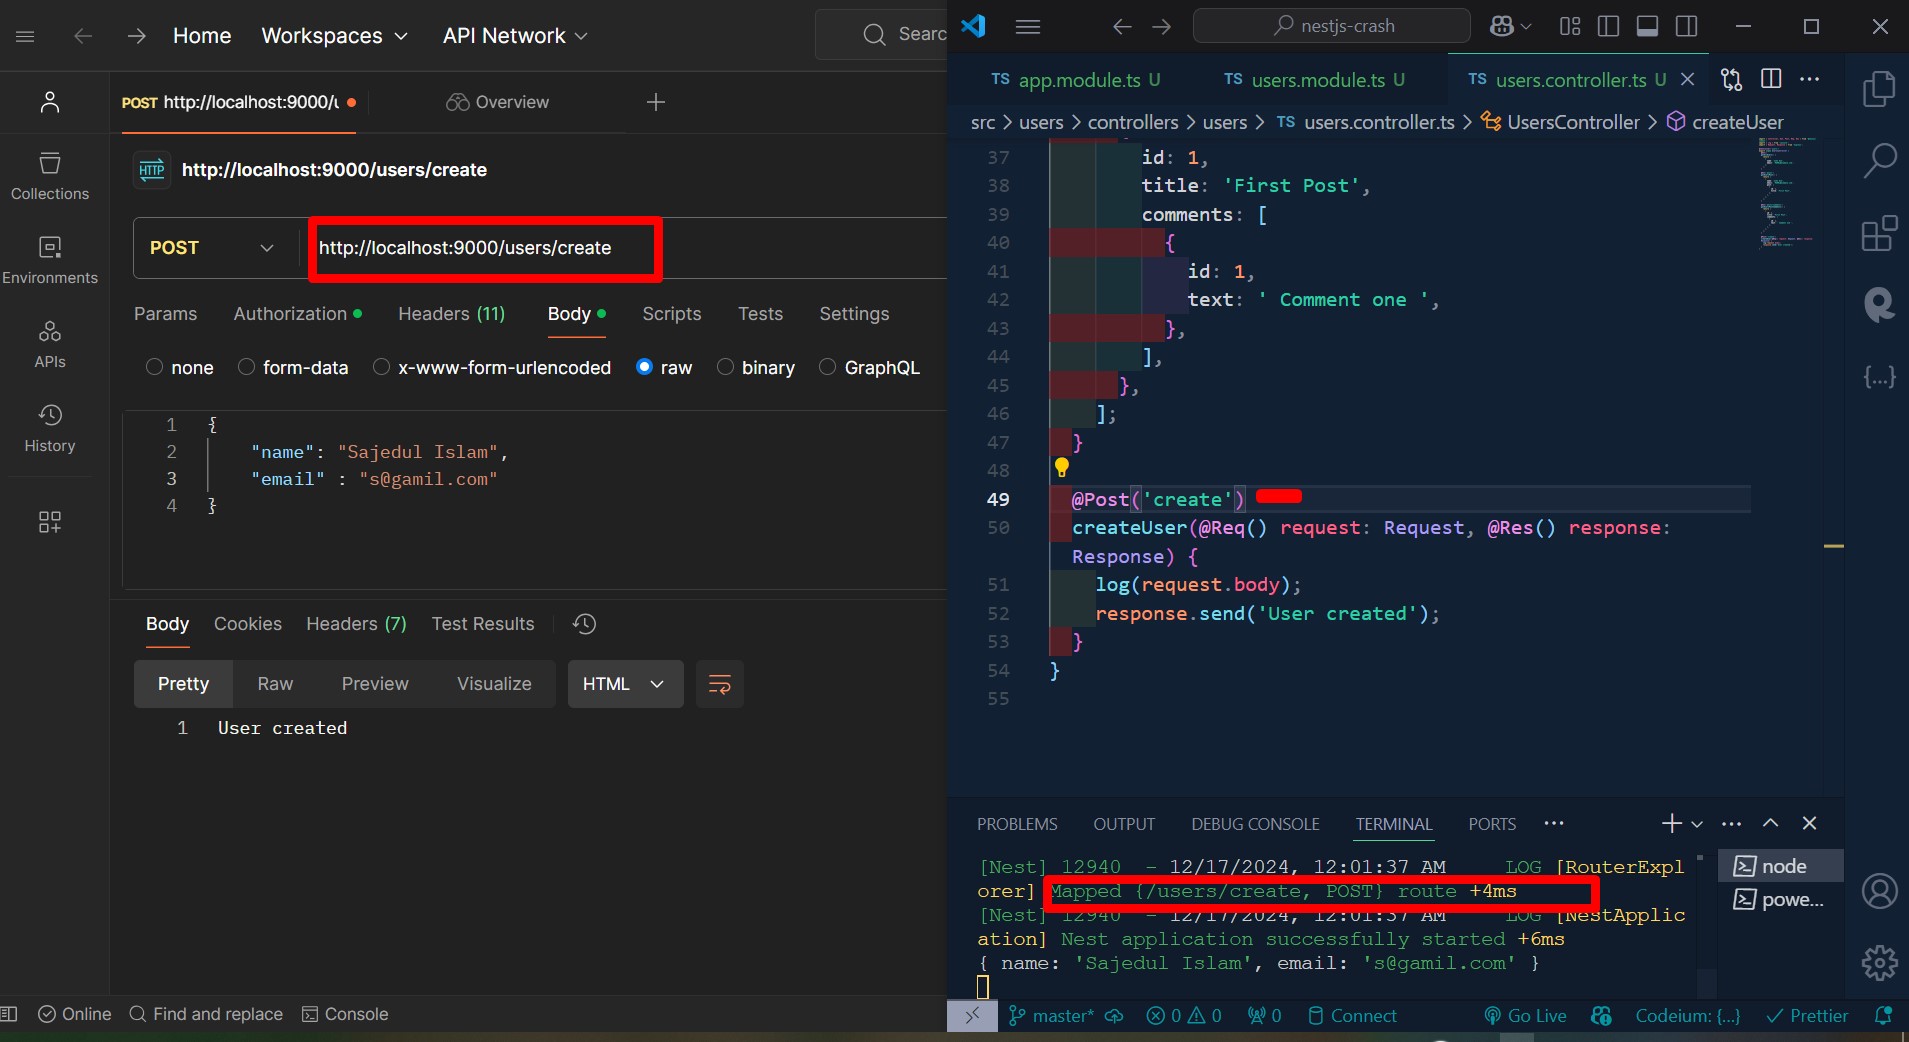 Home Workspaces API Network Searc
POST http://localhost:9000/u Overview
HTTP http://localhost:9000/users/create
POST http://localhost:9000/users/create
Params Authorization Headers (11) Body Scripts Tests Settings
none form-data x-www-form-urlencoded raw binary GraphQL
1 {
2 "name": "Sajedul Islam",
3 "email" : "s@gamil.com"
4 }
Collections
Environments
APIs
History
Body Cookies Headers (7) Test Results
Pretty Raw Preview Visualize HTML
1 User created
Online Find and replace Console
nestjs-crash
TS app.module.ts U TS users.module.ts U TS users.controller.ts U
src > users > controllers > users > TS users.controller.ts > UsersController > createUser
37 id: 1,
38 title: 'First Post',
39 comments: [
40 {
41 id: 1,
42 text: ' Comment one ',
43 },
44 ],
45 },
46 ];
47 }
48
49 @Post('create')
50 createUser(@Req() request: Request, @Res() response:
Response) {
51 log(request.body);
52 response.send('User created');
53 }
54 }
55
PROBLEMS OUTPUT DEBUG CONSOLE TERMINAL PORTS
[Nest] 12940 - 12/17/2024, 12:01:37 AM LOG [RouterExpl
orer] Mapped {/users/create, POST} route +4ms
[Nest] 12940 - 12/17/2024, 12:01:37 AM LOG [NestApplic
ation] Nest application successfully started +6ms
{ name: 'Sajedul Islam', email: 's@gamil.com' }
node
powe...
master* 0 0 0 Connect Go Live Codeium: {...} Prettier